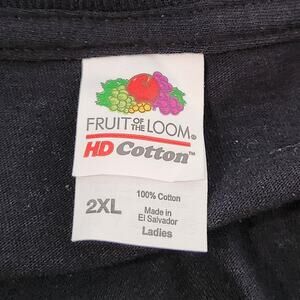 FRUIT OF THE LOOM®
HD Cotton™
2XL
100% Cotton
Made in
El Salvador
Ladies